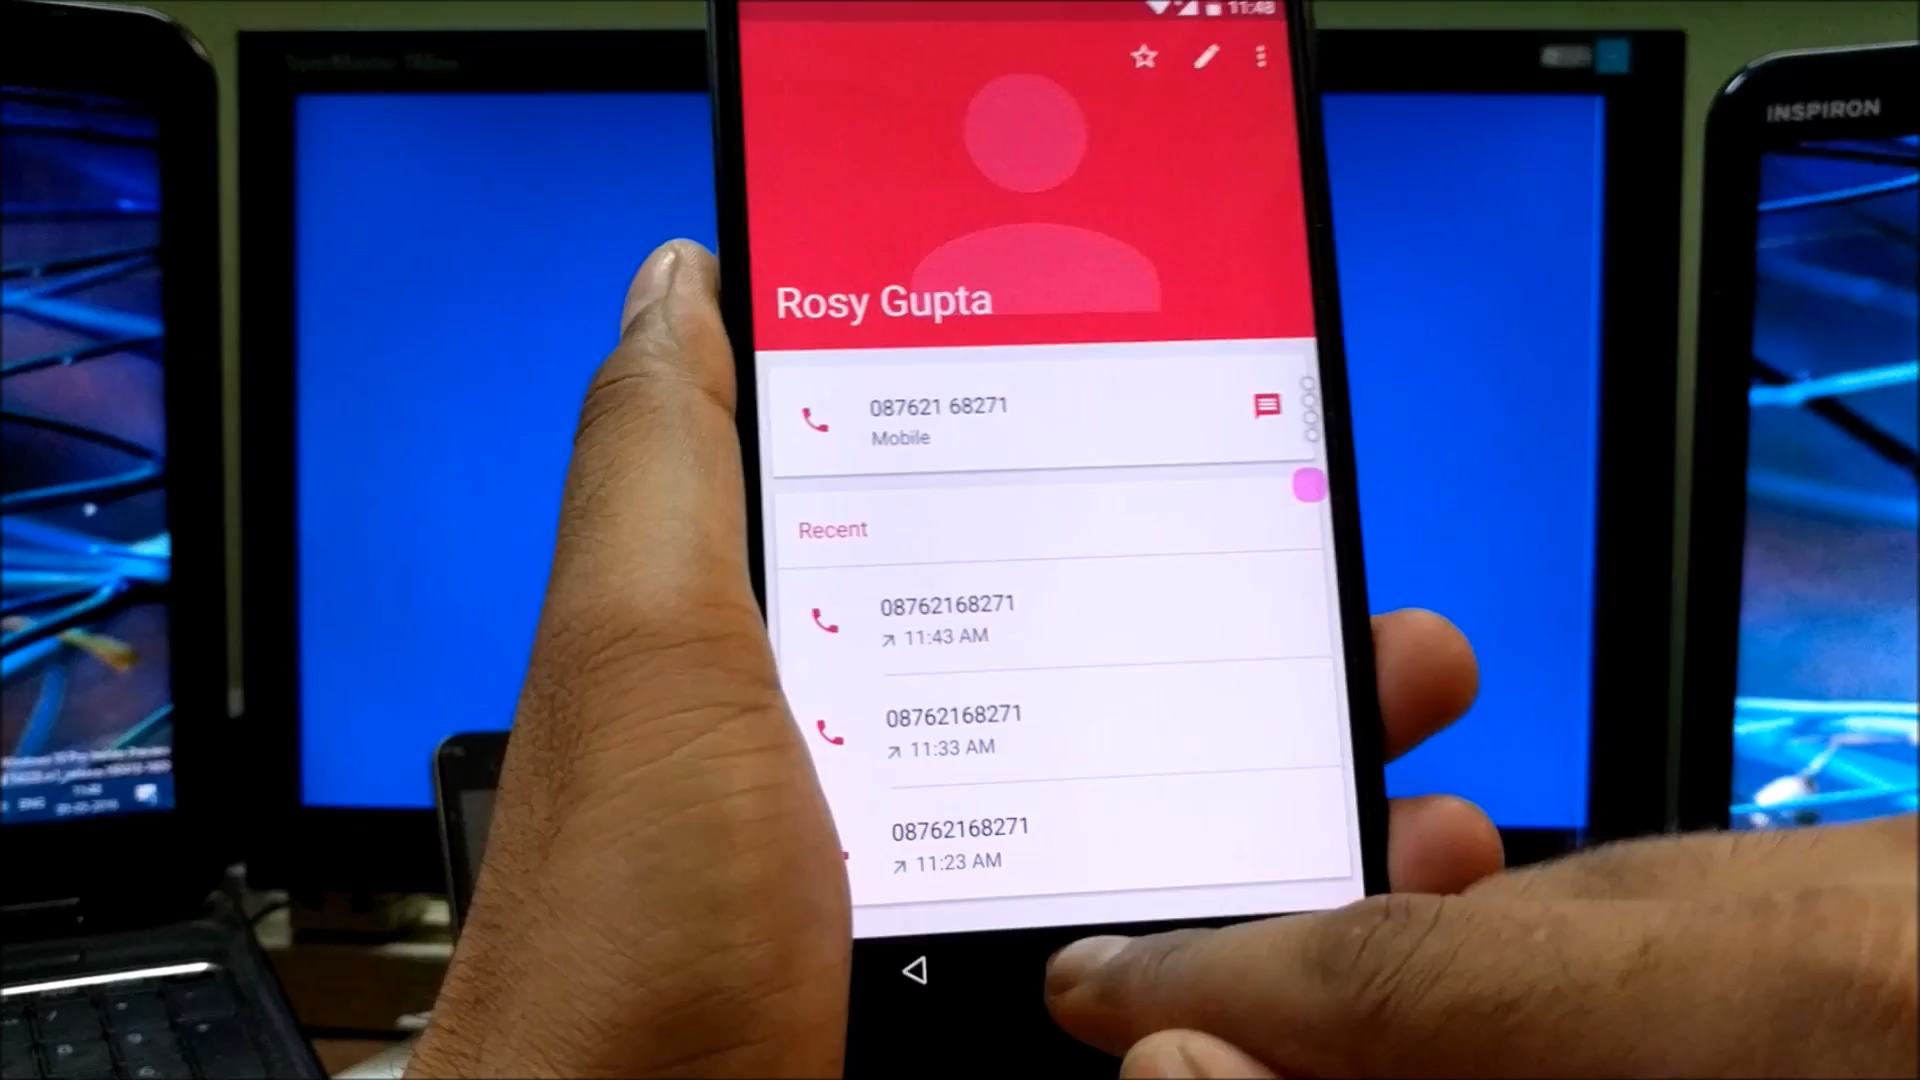 11:48
INSPIRON
Rosy Gupta
087621 68271
Mobile
Recent
08762168271
11:43 AM
08762168271
11:33 AM
08762168271
11:23 AM
ENG